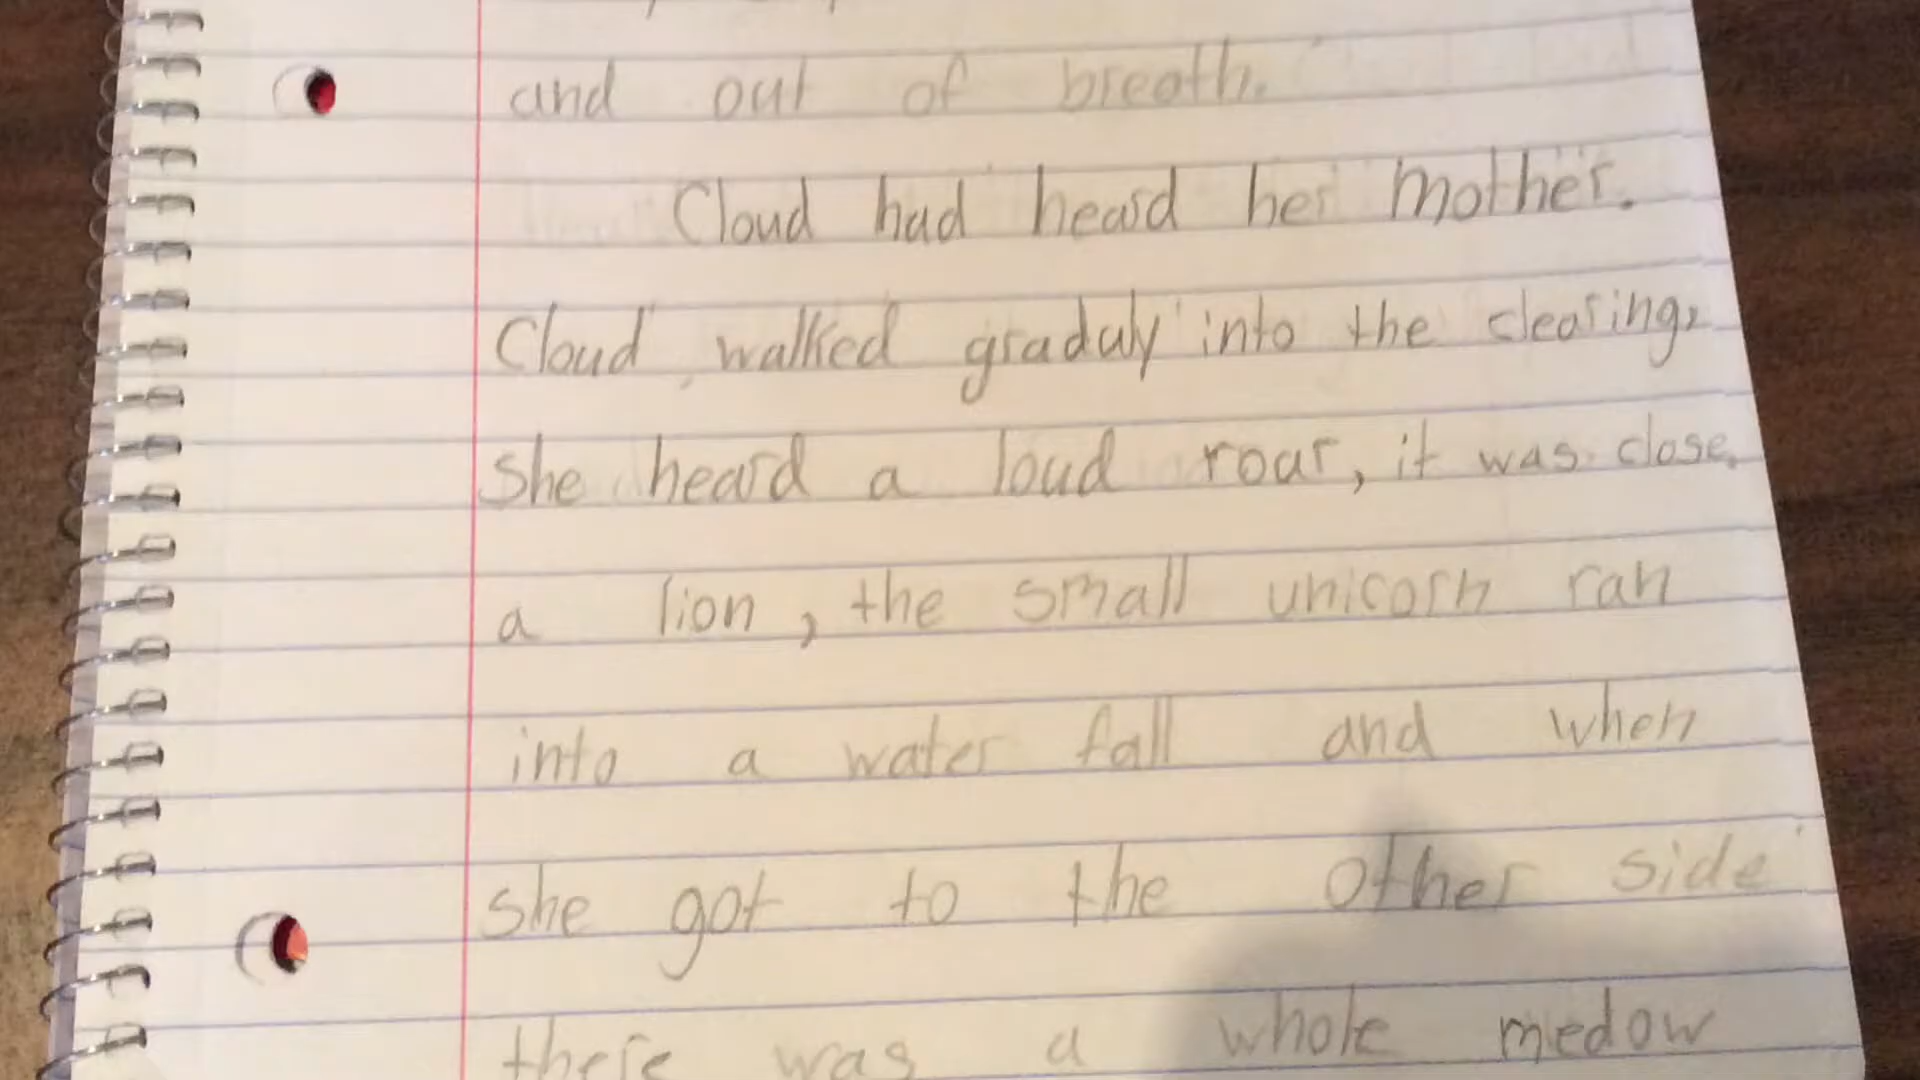 and out of breath.
Cloud had heard her mother.
Cloud walked graduly into the clearing,
she heard a loud roar, it was close.
a lion, the small unicorn ran
into a water fall and when
she got to the other side
there was a whole medow